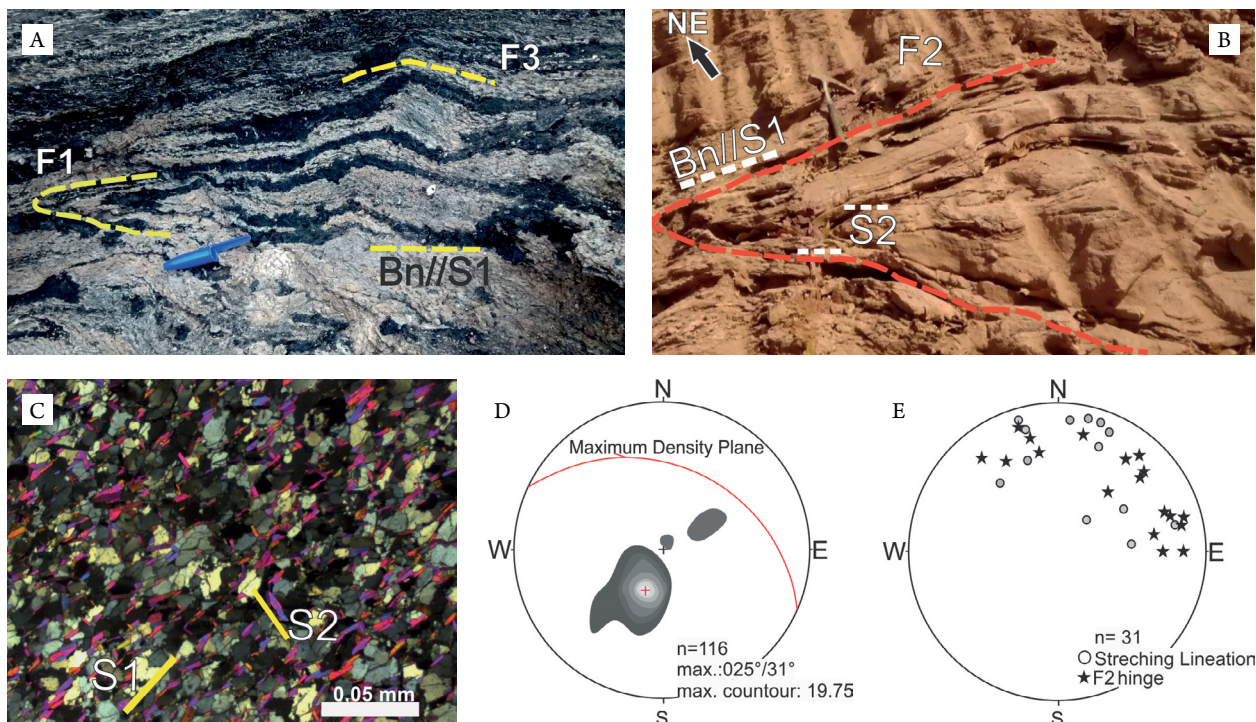 A
F3
F1
Bn//S1
B
NE
F2
Bn//S1
S2
C
S2
S1
0.05 mm
D
N
Maximum Density Plane
W
E
n=116
max.:025°/31°
max. countour: 19.75
S
E
N
W
E
n= 31
Streching Lineation
F2 hinge
S